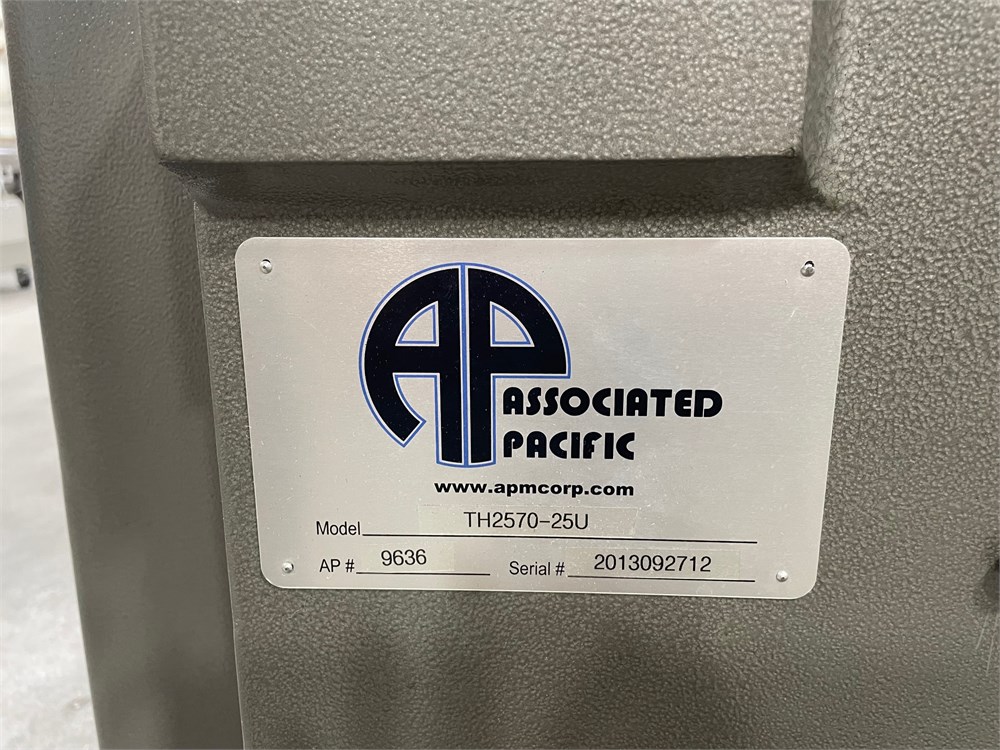 AP
ASSOCIATED
PACIFIC
www.apmcorp.com
Model TH2570-25U
AP # 9636 Serial # 2013092712